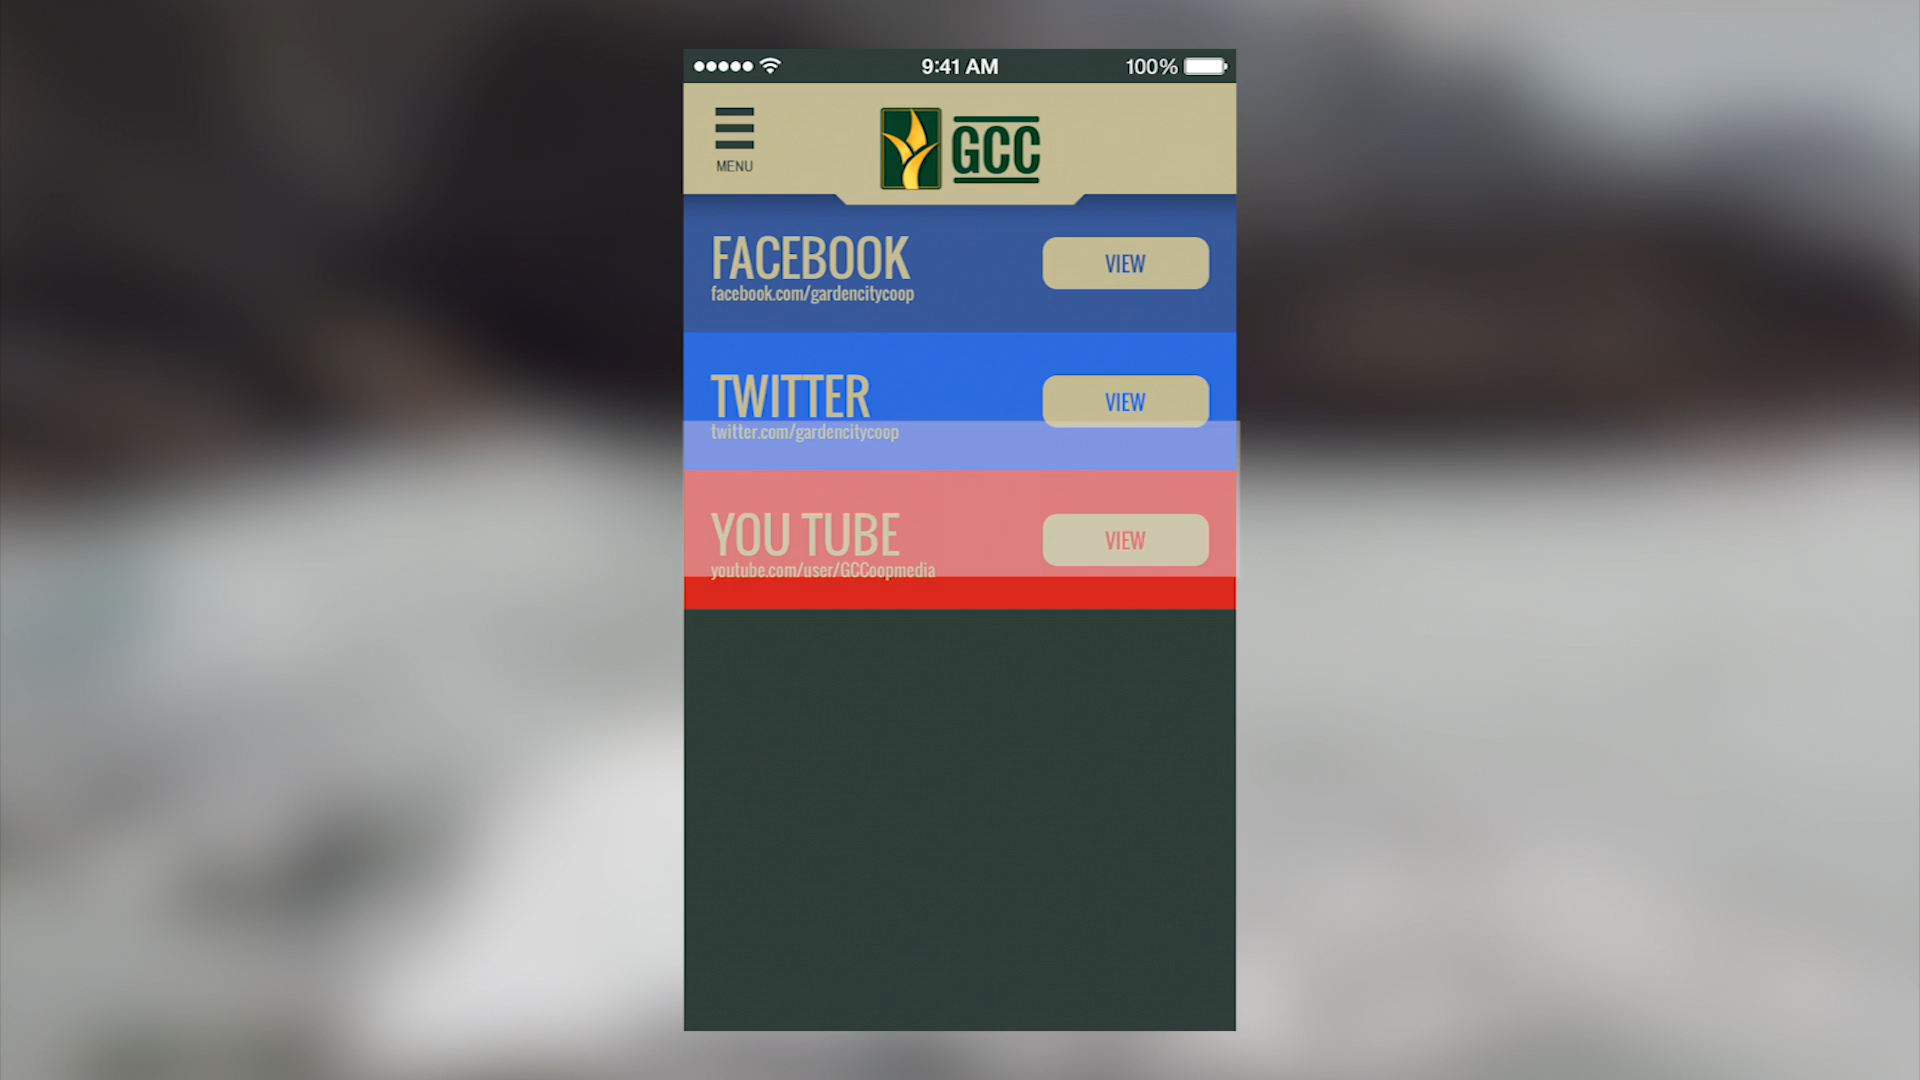 9:41 AM
100%
MENU
GCC
FACEBOOK
facebook.com/gardencitycoop
VIEW
TWITTER
twitter.com/gardencitycoop
VIEW
YOU TUBE
youtube.com/user/GCCoopmedia
VIEW